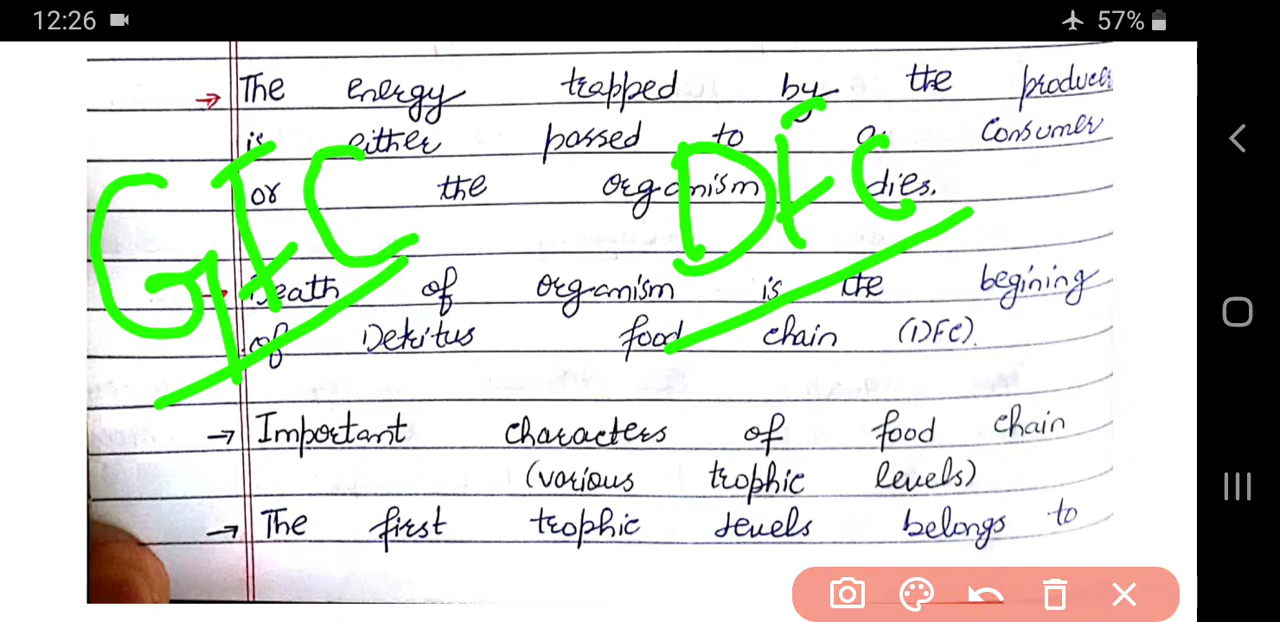 12:26
57%
→ The energy trapped by the producer
is either passed to a consumer
or the organism dies.
GFC DFC
Death of organism is the begining
of Detritus food chain (DFC).
→ Important characters of food chain
(various trophic levels)
→ The first trophic levels belongs to